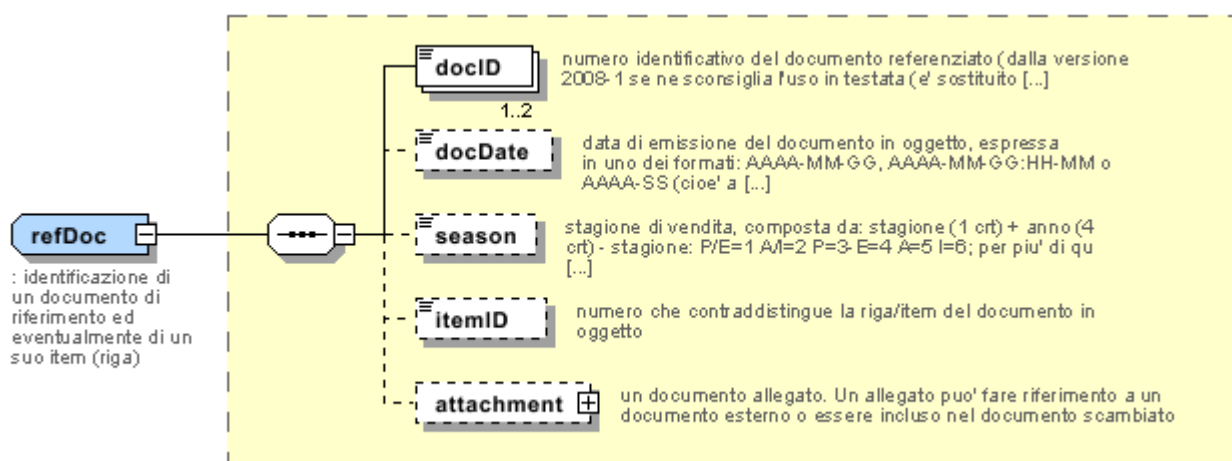 docID
1..2
numero identificativo del documento referenziato (dalla versione
2008-1 se ne sconsiglia l'uso in testata (e' sostituito [...]
docDate
data di emissione del documento in oggetto, espressa
in uno dei formati: AAAA-MM-GG, AAAA-MM-GG:HH-MM o
AAAA-SS (cioe' a [...]
refDoc
: identificazione di
un documento di
riferimento ed
eventualmente di un
suo item (riga)
season
stagione di vendita, composta da: stagione (1 crt) + anno (4
crt) - stagione: P/E=1 A/I=2 P=3 E=4 A=5 I=6; per piu' di qu
[...]
itemID
numero che contraddistingue la riga/item del documento in
oggetto
attachment
un documento allegato. Un allegato puo' fare riferimento a un
documento esterno o essere incluso nel documento scambiato